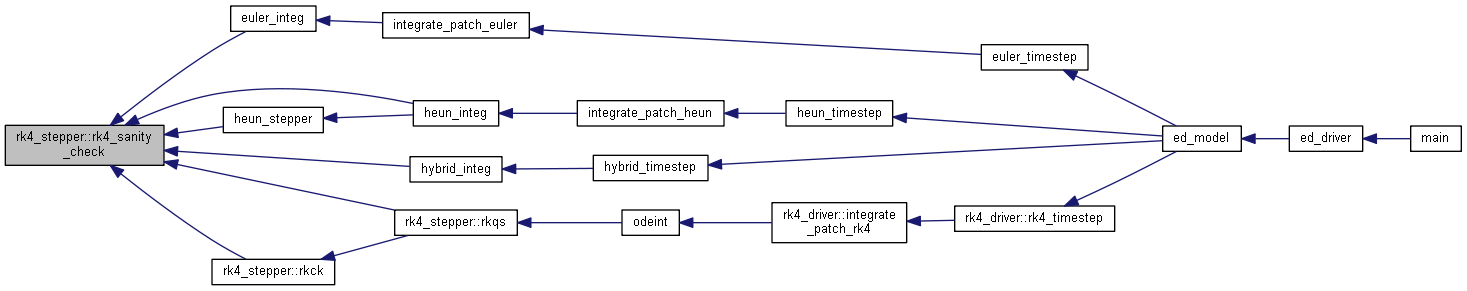 euler_integ
integrate_patch_euler
euler_timestep
heun_stepper
heun_integ
integrate_patch_heun
heun_timestep
rk4_stepper::rk4_sanity
_check
ed_model
ed_driver
main
hybrid_integ
hybrid_timestep
rk4_stepper::rkqs
odeint
rk4_driver::integrate
_patch_rk4
rk4_driver::rk4_timestep
rk4_stepper::rkck